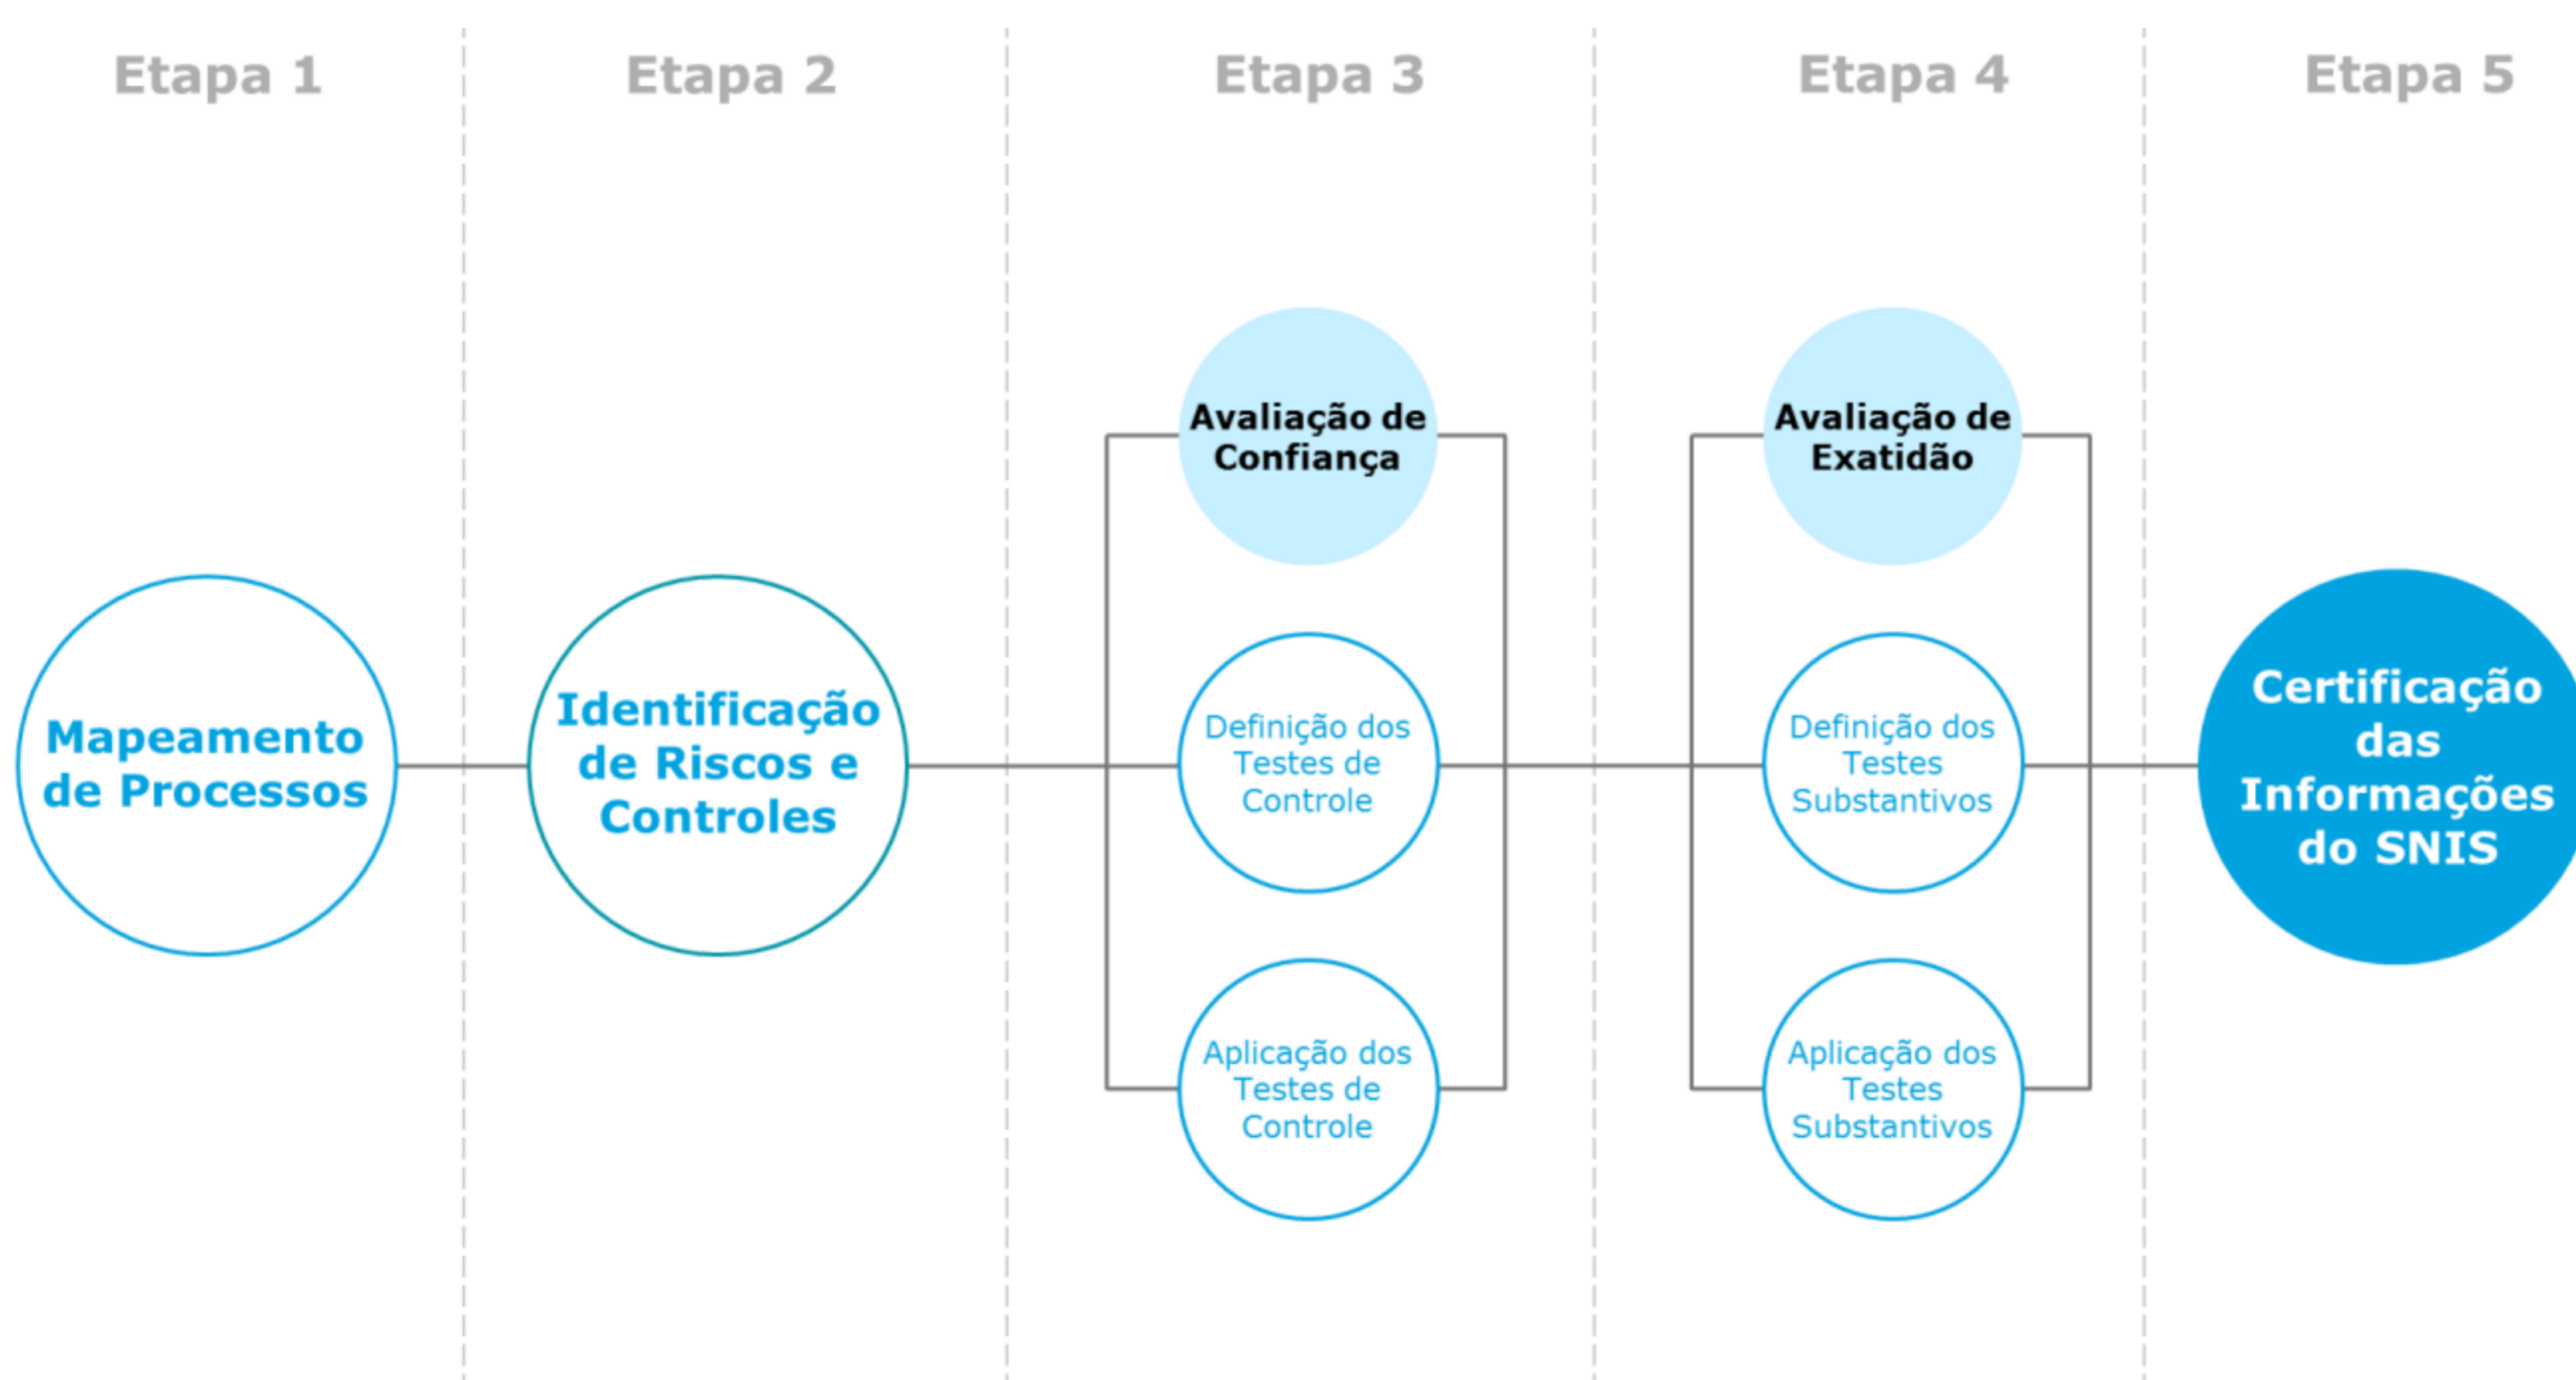 Etapa 1
Etapa 2
Etapa 3
Etapa 4
Etapa 5
Mapeamento
de Processos
Identificação
de Riscos e
Controles
Avaliação de
Confiança
Definição dos
Testes de
Controle
Aplicação dos
Testes de
Controle
Avaliação de
Exatidão
Definição dos
Testes
Substantivos
Aplicação dos
Testes
Substantivos
Certificação
das
Informações
do SNIS